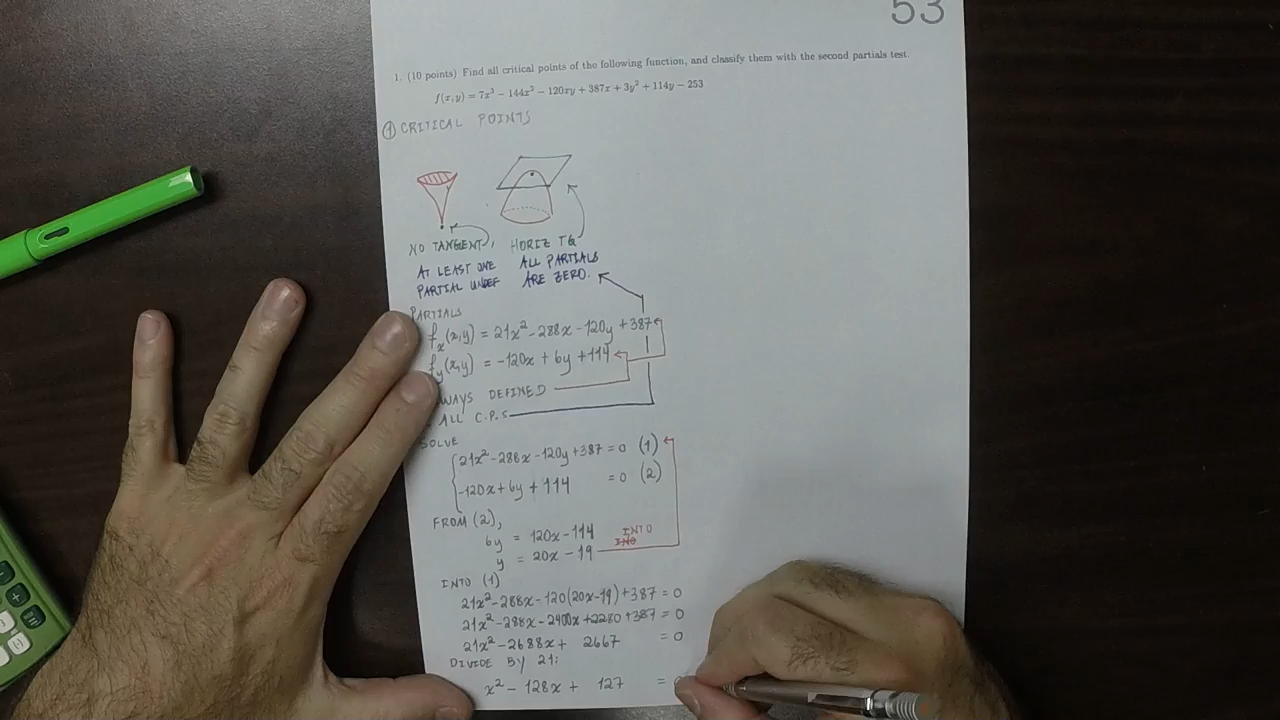 53
1. (10 points) Find all critical points of the following function, and classify them with the second partials test.
f(x, y) = 7x³ − 144x² − 120xy + 387x + 3y² + 114y − 253
① CRITICAL POINTS
NO TANGENT, HORIZ TG
AT LEAST ONE ALL PARTIALS
PARTIAL UNDEF ARE ZERO.
PARTIALS
fx(x,y) = 21x² - 288x - 120y + 387
fy(x,y) = -120x + 6y + 114
WAYS DEFINED
ALL C.P.S
SOLVE
21x² - 288x - 120y + 387 = 0 (1)
-120x + 6y + 114 = 0 (2)
FROM (2),
6y = 120x - 114 INTO
y = 20x - 19
INTO (1)
21x² - 288x - 120(20x-19) + 387 = 0
21x² - 288x - 2400x + 2280 + 387 = 0
21x² - 2688x + 2667 = 0
DIVIDE BY 21:
x² - 128x + 127 =